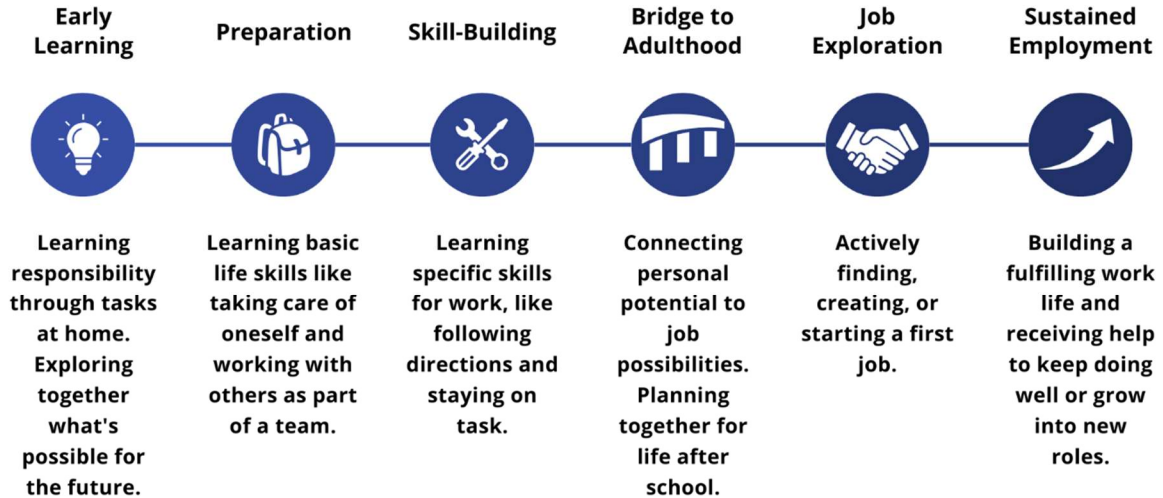 Early
Learning
Preparation
Skill-Building
Bridge to
Adulthood
Job
Exploration
Sustained
Employment
Learning
responsibility
through tasks
at home.
Exploring
together
what's
possible for
the future.
Learning basic
life skills like
taking care of
oneself and
working with
others as part
of a team.
Learning
specific skills
for work, like
following
directions and
staying on
task.
Connecting
personal
potential to
job
possibilities.
Planning
together for
life after
school.
Actively
finding,
creating, or
starting a first
job.
Building a
fulfilling work
life and
receiving help
to keep doing
well or grow
into new
roles.